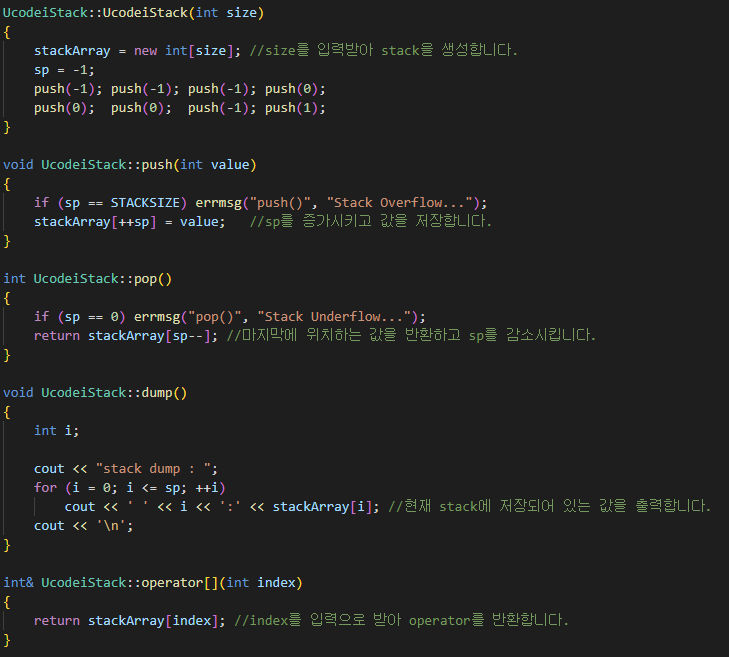 UcodeiStack::UcodeiStack(int size)
{
    stackArray = new int[size]; //size를 입력받아 stack을 생성합니다.
    sp = -1;
    push(-1); push(-1); push(-1); push(0);
    push(0);  push(0);  push(-1); push(1);
}

void UcodeiStack::push(int value)
{
    if (sp == STACKSIZE) errmsg("push()", "Stack Overflow...");
    stackArray[++sp] = value;   //sp를 증가시키고 값을 저장합니다.
}

int UcodeiStack::pop()
{
    if (sp == 0) errmsg("pop()", "Stack Underflow...");
    return stackArray[sp--]; //마지막에 위치하는 값을 반환하고 sp를 감소시킵니다.
}

void UcodeiStack::dump()
{
    int i;

    cout << "stack dump : ";
    for (i = 0; i <= sp; ++i)
        cout << ' ' << i << ':' << stackArray[i]; //현재 stack에 저장되어 있는 값을 출력합니다.
    cout << '\n';
}

int& UcodeiStack::operator[](int index)
{
    return stackArray[index]; //index를 입력으로 받아 operator를 반환합니다.
}